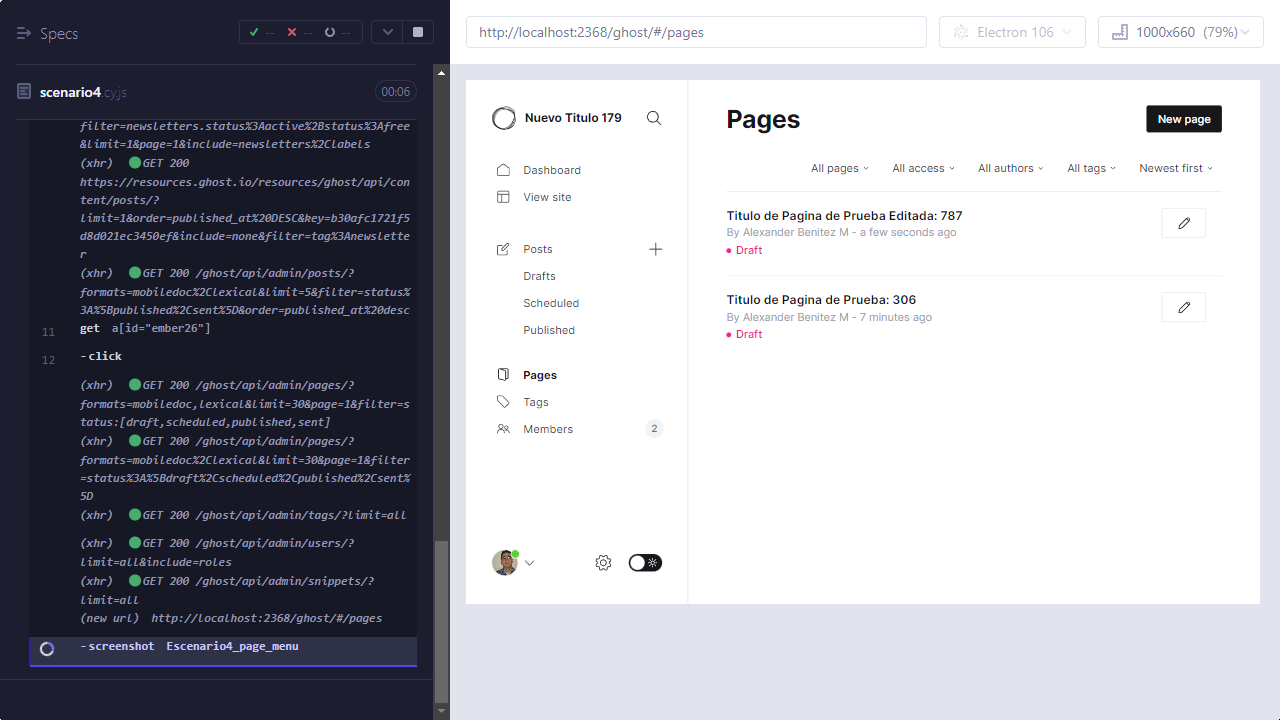 Specs
--
--
--
http://localhost:2368/ghost/#/pages
Electron 106
1000x660 (79%)
scenario4.cy.js
00:06
filter=newsletters.status%3Aactive%2Bstatus%3Afree
&limit=1&page=1&include=newsletters%2Clabels
(xhr) GET 200
https://resources.ghost.io/resources/ghost/api/con
tent/posts/?
limit=1&order=published_at%20DESC&key=b30afc1721f5
d8d021ec3450ef&include=none&filter=tag%3Anewslette
r
(xhr) GET 200 /ghost/api/admin/posts/?
formats=mobiledoc%2Clexical&limit=5&filter=status%
3A%5Bpublished%2Csent%5D&order=published_at%20desc
11 get a[id="ember26"]
12 -click
(xhr) GET 200 /ghost/api/admin/pages/?
formats=mobiledoc,lexical&limit=30&page=1&filter=s
tatus:[draft,scheduled,published,sent]
(xhr) GET 200 /ghost/api/admin/pages/?
formats=mobiledoc%2Clexical&limit=30&page=1&filter
=status%3A%5Bdraft%2Cscheduled%2Cpublished%2Csent%
5D
(xhr) GET 200 /ghost/api/admin/tags/?limit=all
(xhr) GET 200 /ghost/api/admin/users/?
limit=all&include=roles
(xhr) GET 200 /ghost/api/admin/snippets/?
limit=all
(new url) http://localhost:2368/ghost/#/pages
-screenshot Escenario4_page_menu
Nuevo Titulo 179
Dashboard
View site
Posts
Drafts
Scheduled
Published
Pages
Tags
Members 2
Pages
New page
All pages
All access
All authors
All tags
Newest first
Titulo de Pagina de Prueba Editada: 787
By Alexander Benitez M - a few seconds ago
Draft
Titulo de Pagina de Prueba: 306
By Alexander Benitez M - 7 minutes ago
Draft